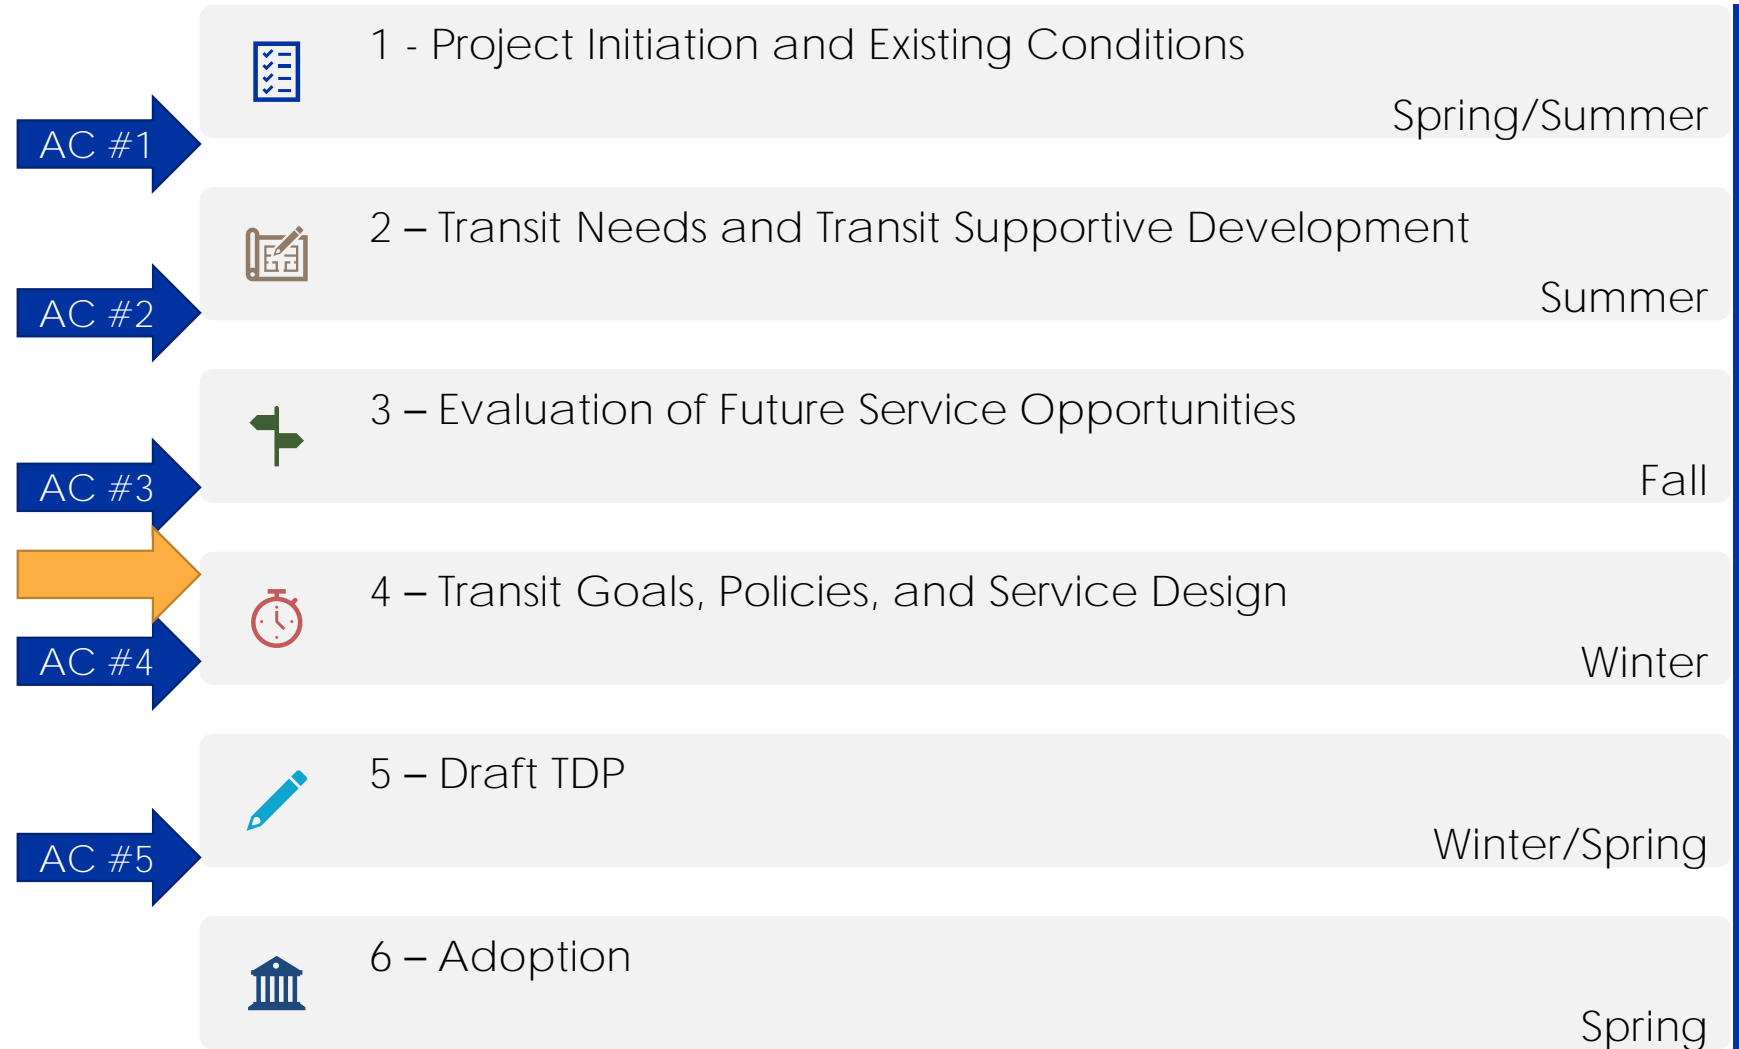 1 - Project Initiation and Existing Conditions
Spring/Summer
AC #1
2 – Transit Needs and Transit Supportive Development
Summer
AC #2
3 – Evaluation of Future Service Opportunities
Fall
AC #3
4 – Transit Goals, Policies, and Service Design
Winter
AC #4
5 – Draft TDP
Winter/Spring
AC #5
6 – Adoption
Spring